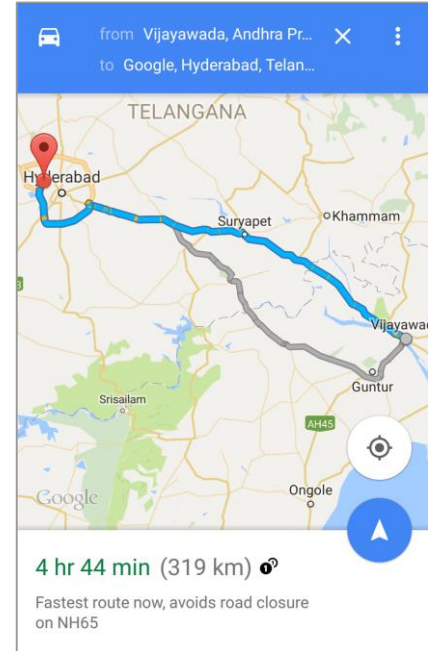 from Vijayawada, Andhra Pr...
to Google, Hyderabad, Telan...
TELANGANA
Hyderabad
Suryapet
Khammam
Vijayawad
Guntur
Srisailam
AH45
Ongole
Google
4 hr 44 min (319 km)
Fastest route now, avoids road closure
on NH65